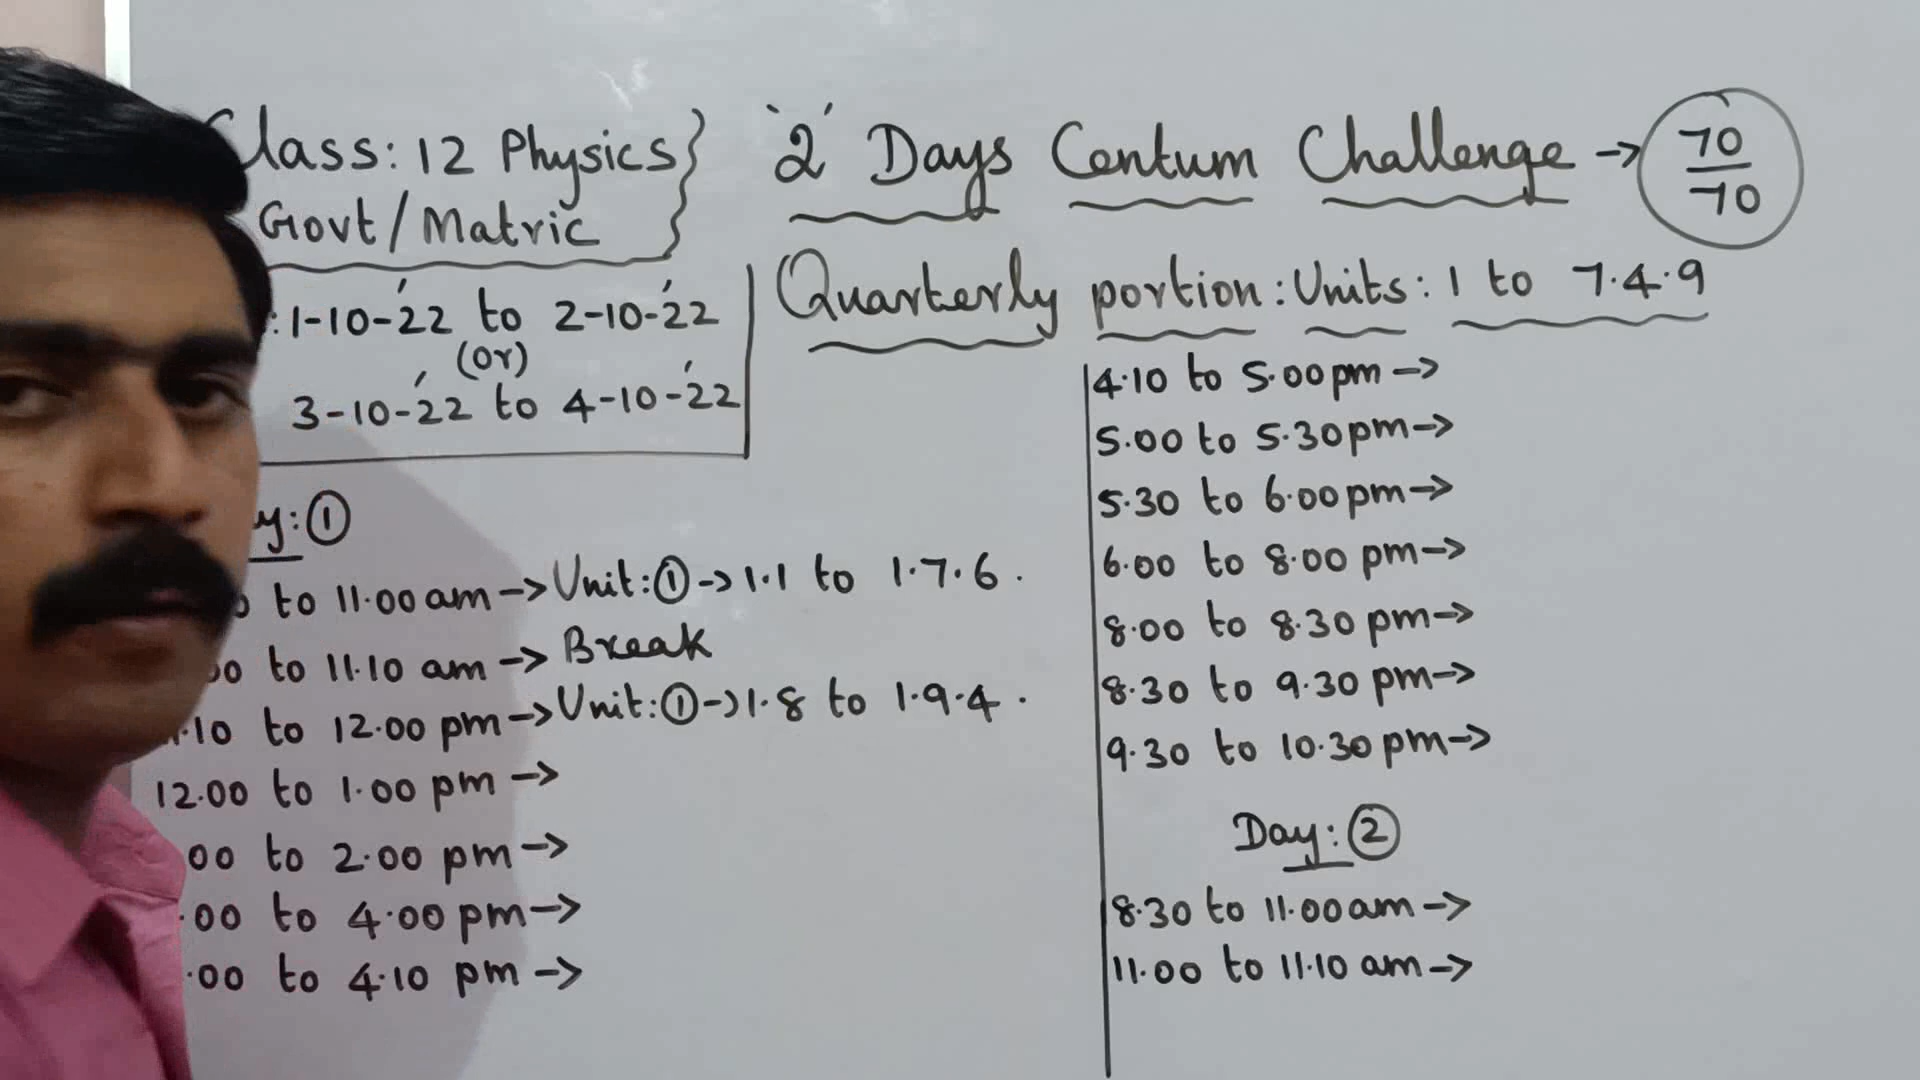 Class: 12 Physics
Govt/Matric
'2' Days Centum Challenge → 70/70
Quarterly portion: Units: 1 to 7.4.9
: 1-10-'22 to 2-10-'22
(or)
3-10-'22 to 4-10-'22
①
to 11.00 am → Unit: ① → 1.1 to 1.7.6.
to 11.10 am → Break
to 12.00 pm → Unit: ① → 1.8 to 1.9.4.
12.00 to 1.00 pm →
00 to 2.00 pm →
.00 to 4.00 pm →
.00 to 4.10 pm →
4.10 to 5.00 pm →
5.00 to 5.30 pm →
5.30 to 6.00 pm →
6.00 to 8.00 pm →
8.00 to 8.30 pm →
8.30 to 9.30 pm →
9.30 to 10.30 pm →
Day: ②
8.30 to 11.00 am →
11.00 to 11.10 am →